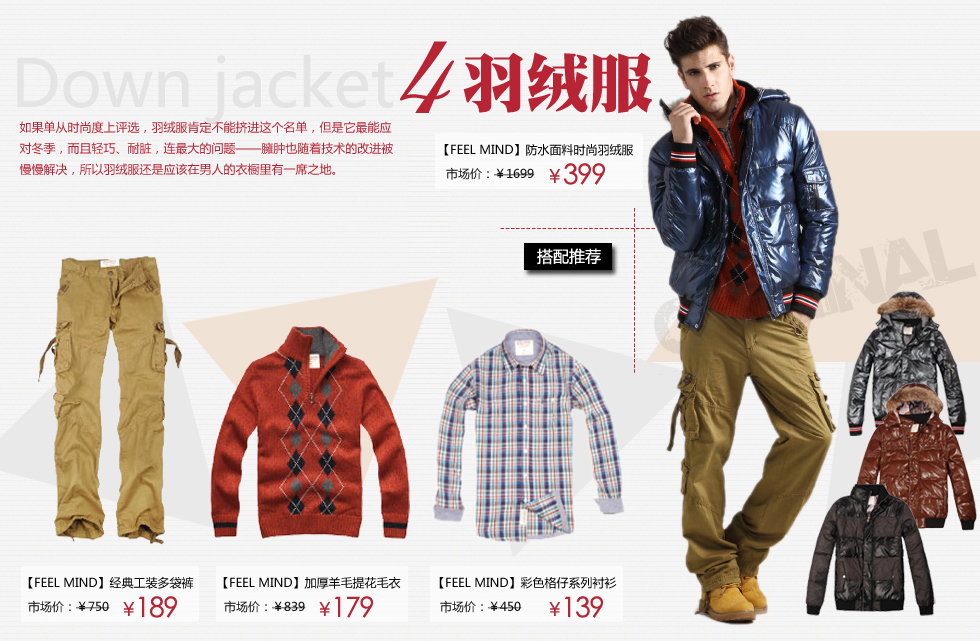 Down jacket
4 羽绒服
如果单从时尚度上评选，羽绒服肯定不能挤进这个名单，但是它最能应
对冬季，而且轻巧、耐脏，连最大的问题——臃肿也随着技术的改进被
慢慢解决，所以羽绒服还是应该在男人的衣橱里有一席之地。
【FEEL MIND】防水面料时尚羽绒服
市场价：￥1699 ￥399
搭配推荐
【FEEL MIND】经典工装多袋裤
市场价：￥750 ￥189
【FEEL MIND】加厚羊毛提花毛衣
市场价：￥839 ￥179
【FEEL MIND】彩色格仔系列衬衫
市场价：￥450 ￥139